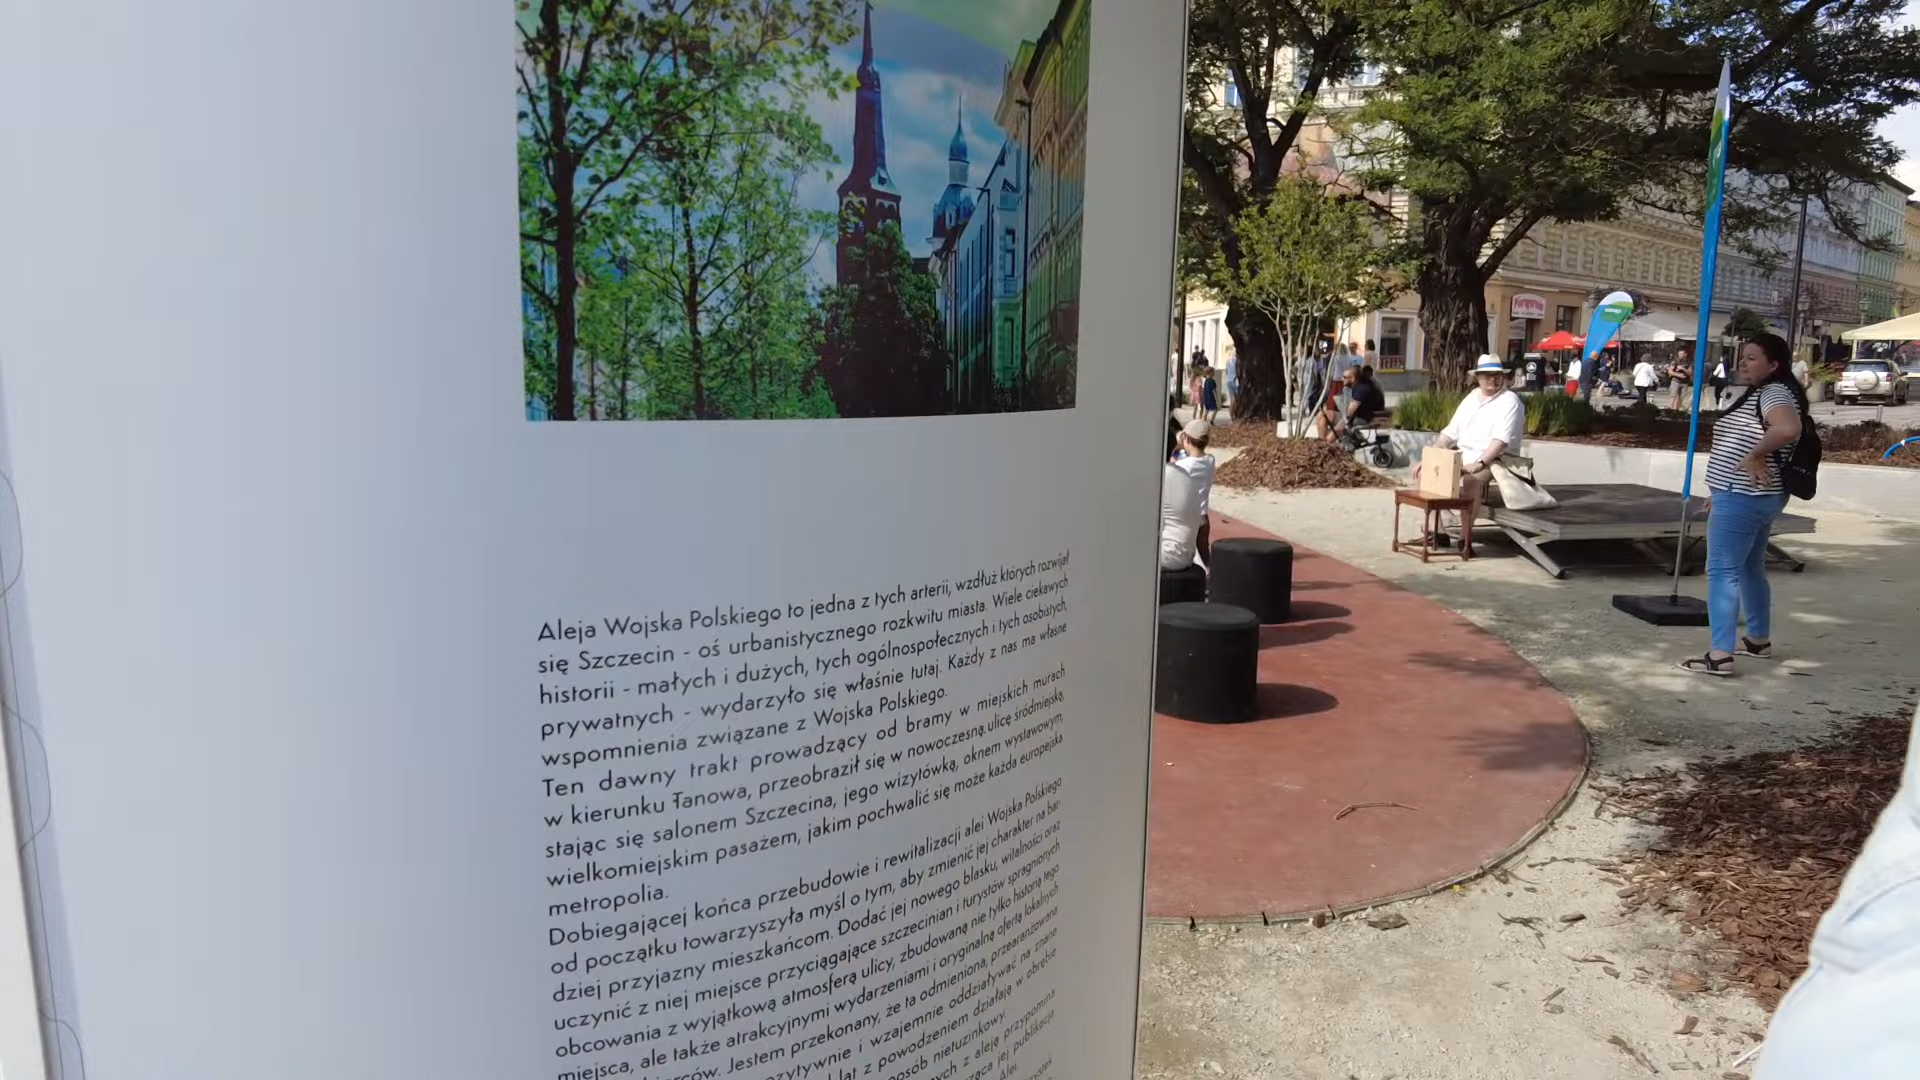 Aleja Wojska Polskiego to jedna z tych arterii, wzdłuż których rozwijał
się Szczecin - oś urbanistycznego rozkwitu miasta. Wiele ciekawych
historii - małych i dużych, tych ogólnospołecznych i tych osobistych,
prywatnych - wydarzyło się właśnie tutaj. Każdy z nas ma własne
wspomnienia związane z Wojska Polskiego.
Ten dawny trakt prowadzący od bramy w miejskich murach
w kierunku Tanowa, przeobraził się w nowoczesną ulicę śródmiejską,
stając się salonem Szczecina, jego wizytówką, oknem wystawowym,
wielkomiejskim pasażem, jakim pochwalić się może każda europejska
metropolia.
Dobiegającej końca przebudowie i rewitalizacji alei Wojska Polskiego
od początku towarzyszyła myśl o tym, aby zmienić jej charakter na bar-
dziej przyjazny mieszkańcom. Dodać jej nowego blasku, witalności oraz
uczynić z niej miejsce przyciągające szczecinian i turystów spragnionych
obcowania z wyjątkową atmosferą ulicy, zbudowaną nie tylko historią tego
miejsca, ale także atrakcyjnymi wydarzeniami i oryginalną ofertą lokalnych
Jestem przekonany, że ta odmieniona, przearanżowana
i wzajemnie oddziaływać na znane
lat z powodzeniem działają w obrębie
sposób nietuzinkowy.
z aleją przypomina
jej publikacja
Alei.